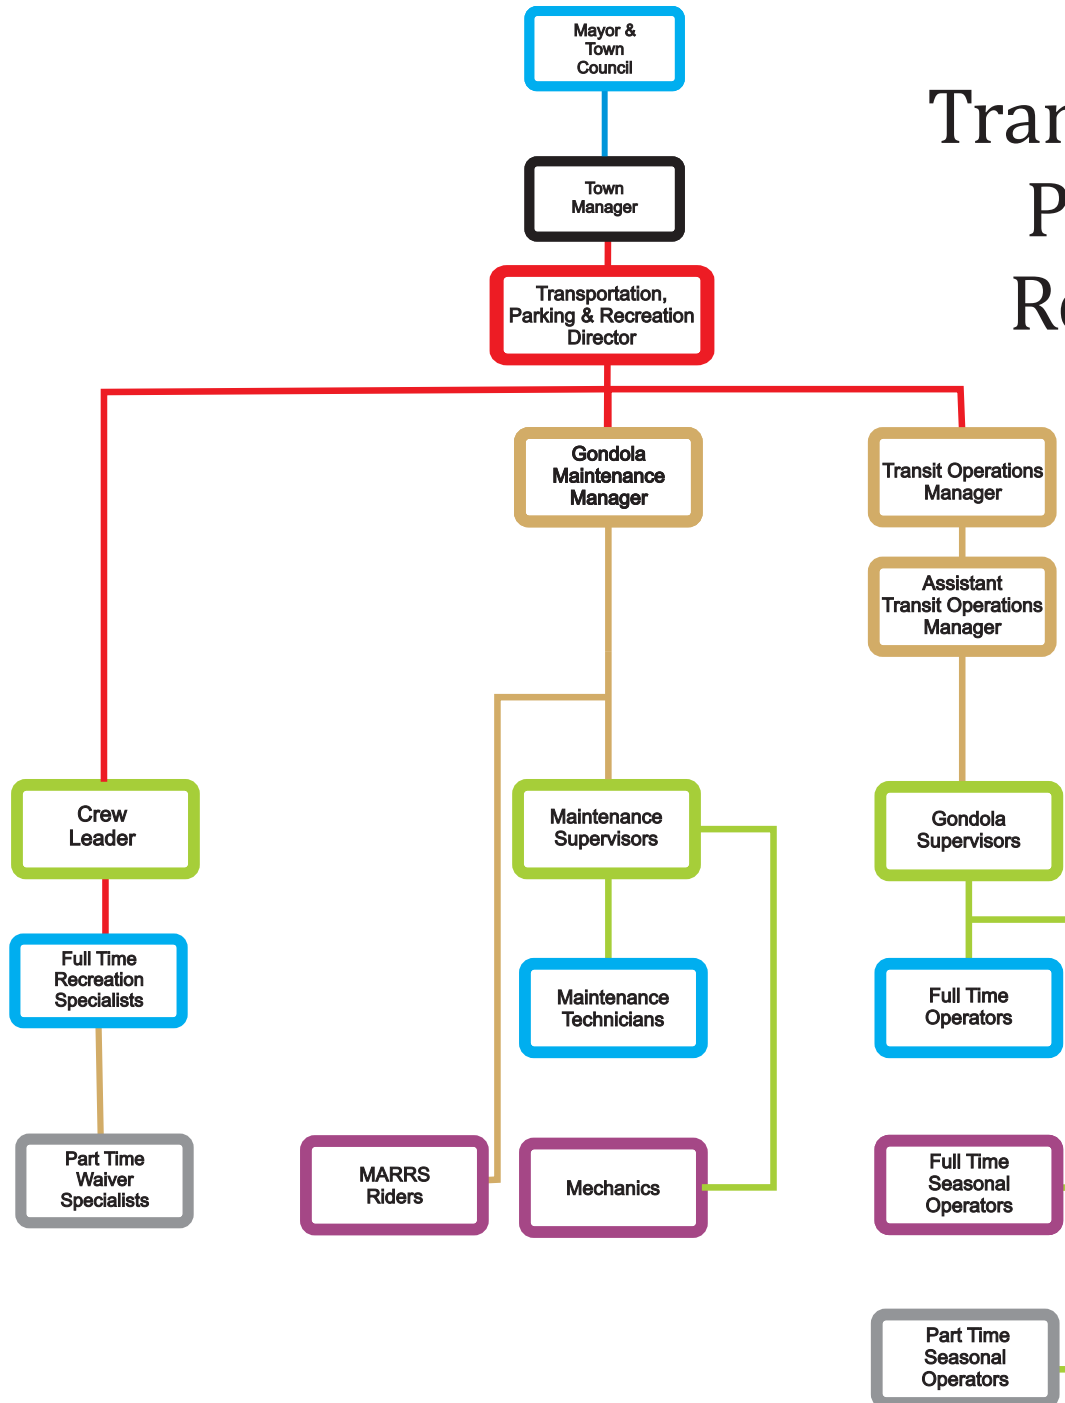 Mayor &
Town
Council
Town
Manager
Transportation,
Parking & Recreation
Director
Gondola
Maintenance
Manager
Transit Operations
Manager
Assistant
Transit Operations
Manager
Crew
Leader
Maintenance
Supervisors
Gondola
Supervisors
Full Time
Recreation
Specialists
Maintenance
Technicians
Full Time
Operators
Part Time
Waiver
Specialists
MARRS
Riders
Mechanics
Full Time
Seasonal
Operators
Part Time
Seasonal
Operators